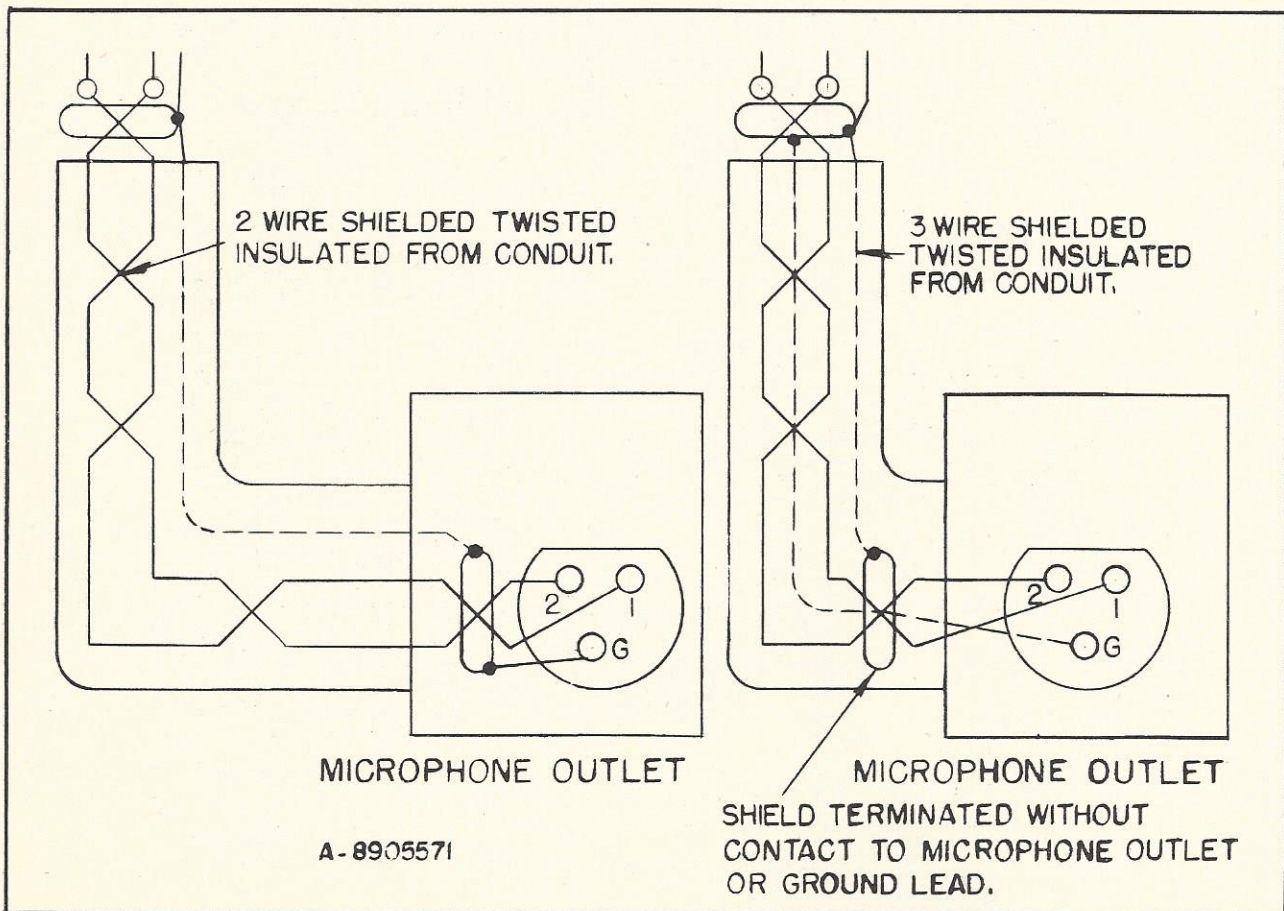 2 WIRE SHIELDED TWISTED
INSULATED FROM CONDUIT.
2
1
G
MICROPHONE OUTLET
A-8905571
3 WIRE SHIELDED
TWISTED INSULATED
FROM CONDUIT.
2
1
G
MICROPHONE OUTLET
SHIELD TERMINATED WITHOUT
CONTACT TO MICROPHONE OUTLET
OR GROUND LEAD.